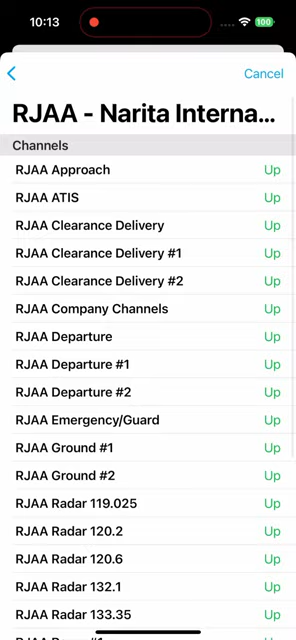 10:13
100
Cancel
RJAA - Narita Interna...
Channels
RJAA Approach Up
RJAA ATIS Up
RJAA Clearance Delivery Up
RJAA Clearance Delivery #1 Up
RJAA Clearance Delivery #2 Up
RJAA Company Channels Up
RJAA Departure Up
RJAA Departure #1 Up
RJAA Departure #2 Up
RJAA Emergency/Guard Up
RJAA Ground #1 Up
RJAA Ground #2 Up
RJAA Radar 119.025 Up
RJAA Radar 120.2 Up
RJAA Radar 120.6 Up
RJAA Radar 132.1 Up
RJAA Radar 133.35 Up